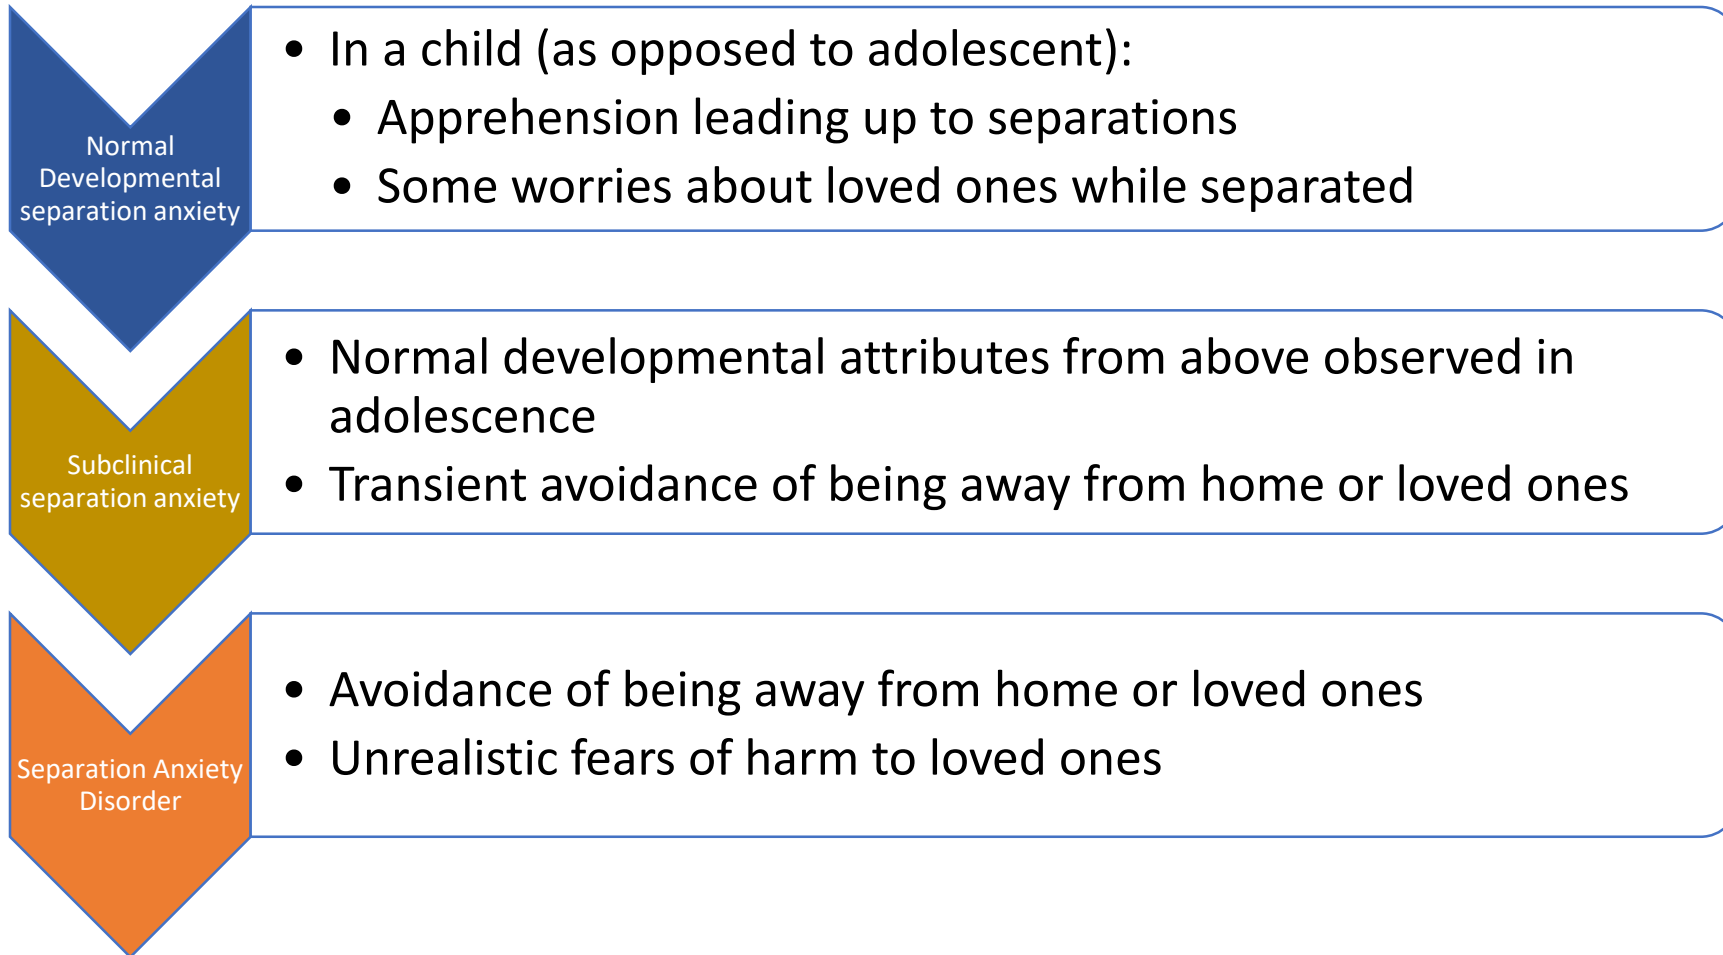 Normal
Developmental
separation anxiety
• In a child (as opposed to adolescent):
• Apprehension leading up to separations
• Some worries about loved ones while separated
Subclinical
separation anxiety
• Normal developmental attributes from above observed in
adolescence
• Transient avoidance of being away from home or loved ones
Separation Anxiety
Disorder
• Avoidance of being away from home or loved ones
• Unrealistic fears of harm to loved ones